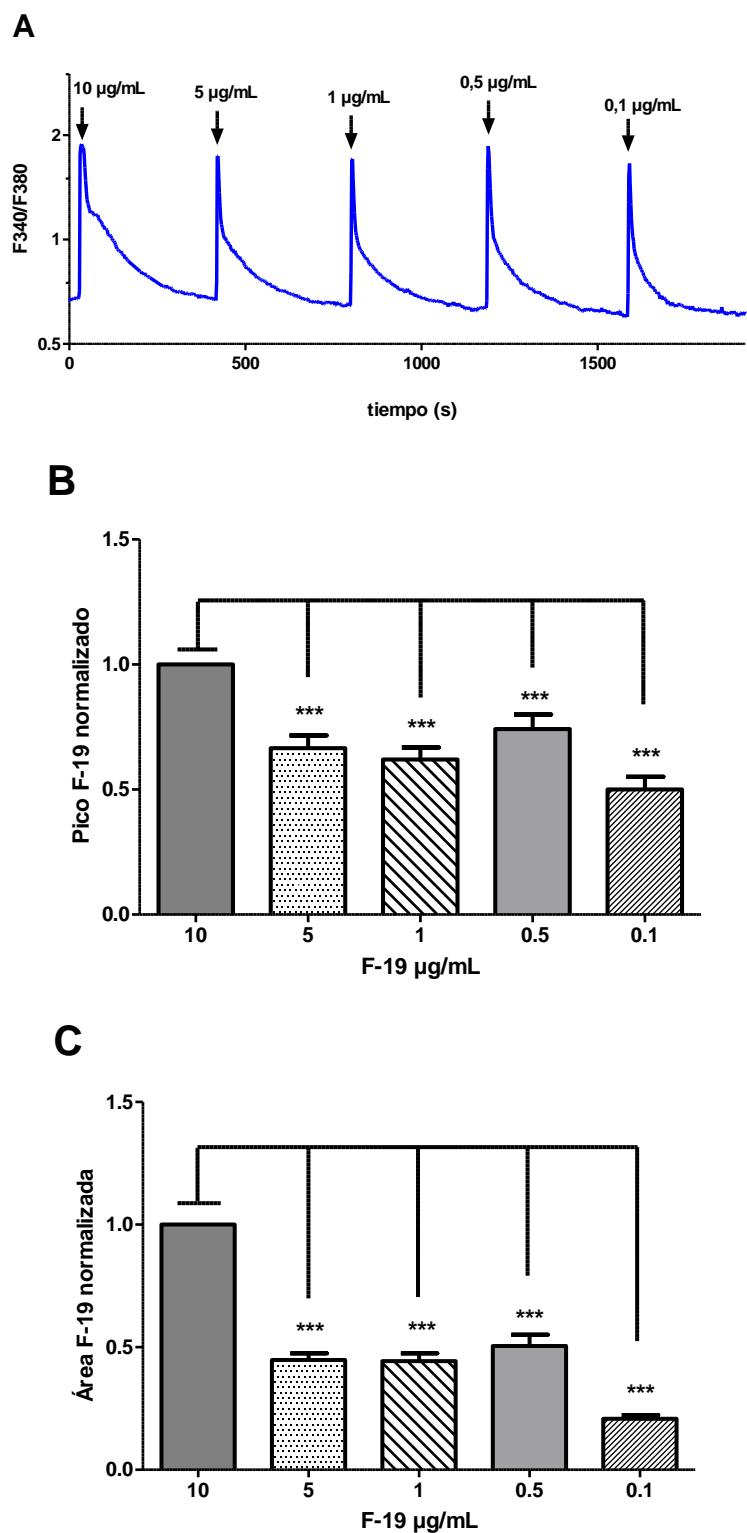 A
10 µg/mL
5 µg/mL
1 µg/mL
0,5 µg/mL
0,1 µg/mL
2
1
0.5
F340/F380
0 500 1000 1500
tiempo (s)
B
1.5
1.0
0.5
0.0
Pico F-19 normalizado
*** *** *** ***
10 5 1 0.5 0.1
F-19 µg/mL
C
1.5
1.0
0.5
0.0
Área F-19 normalizada
*** *** *** ***
10 5 1 0.5 0.1
F-19 µg/mL